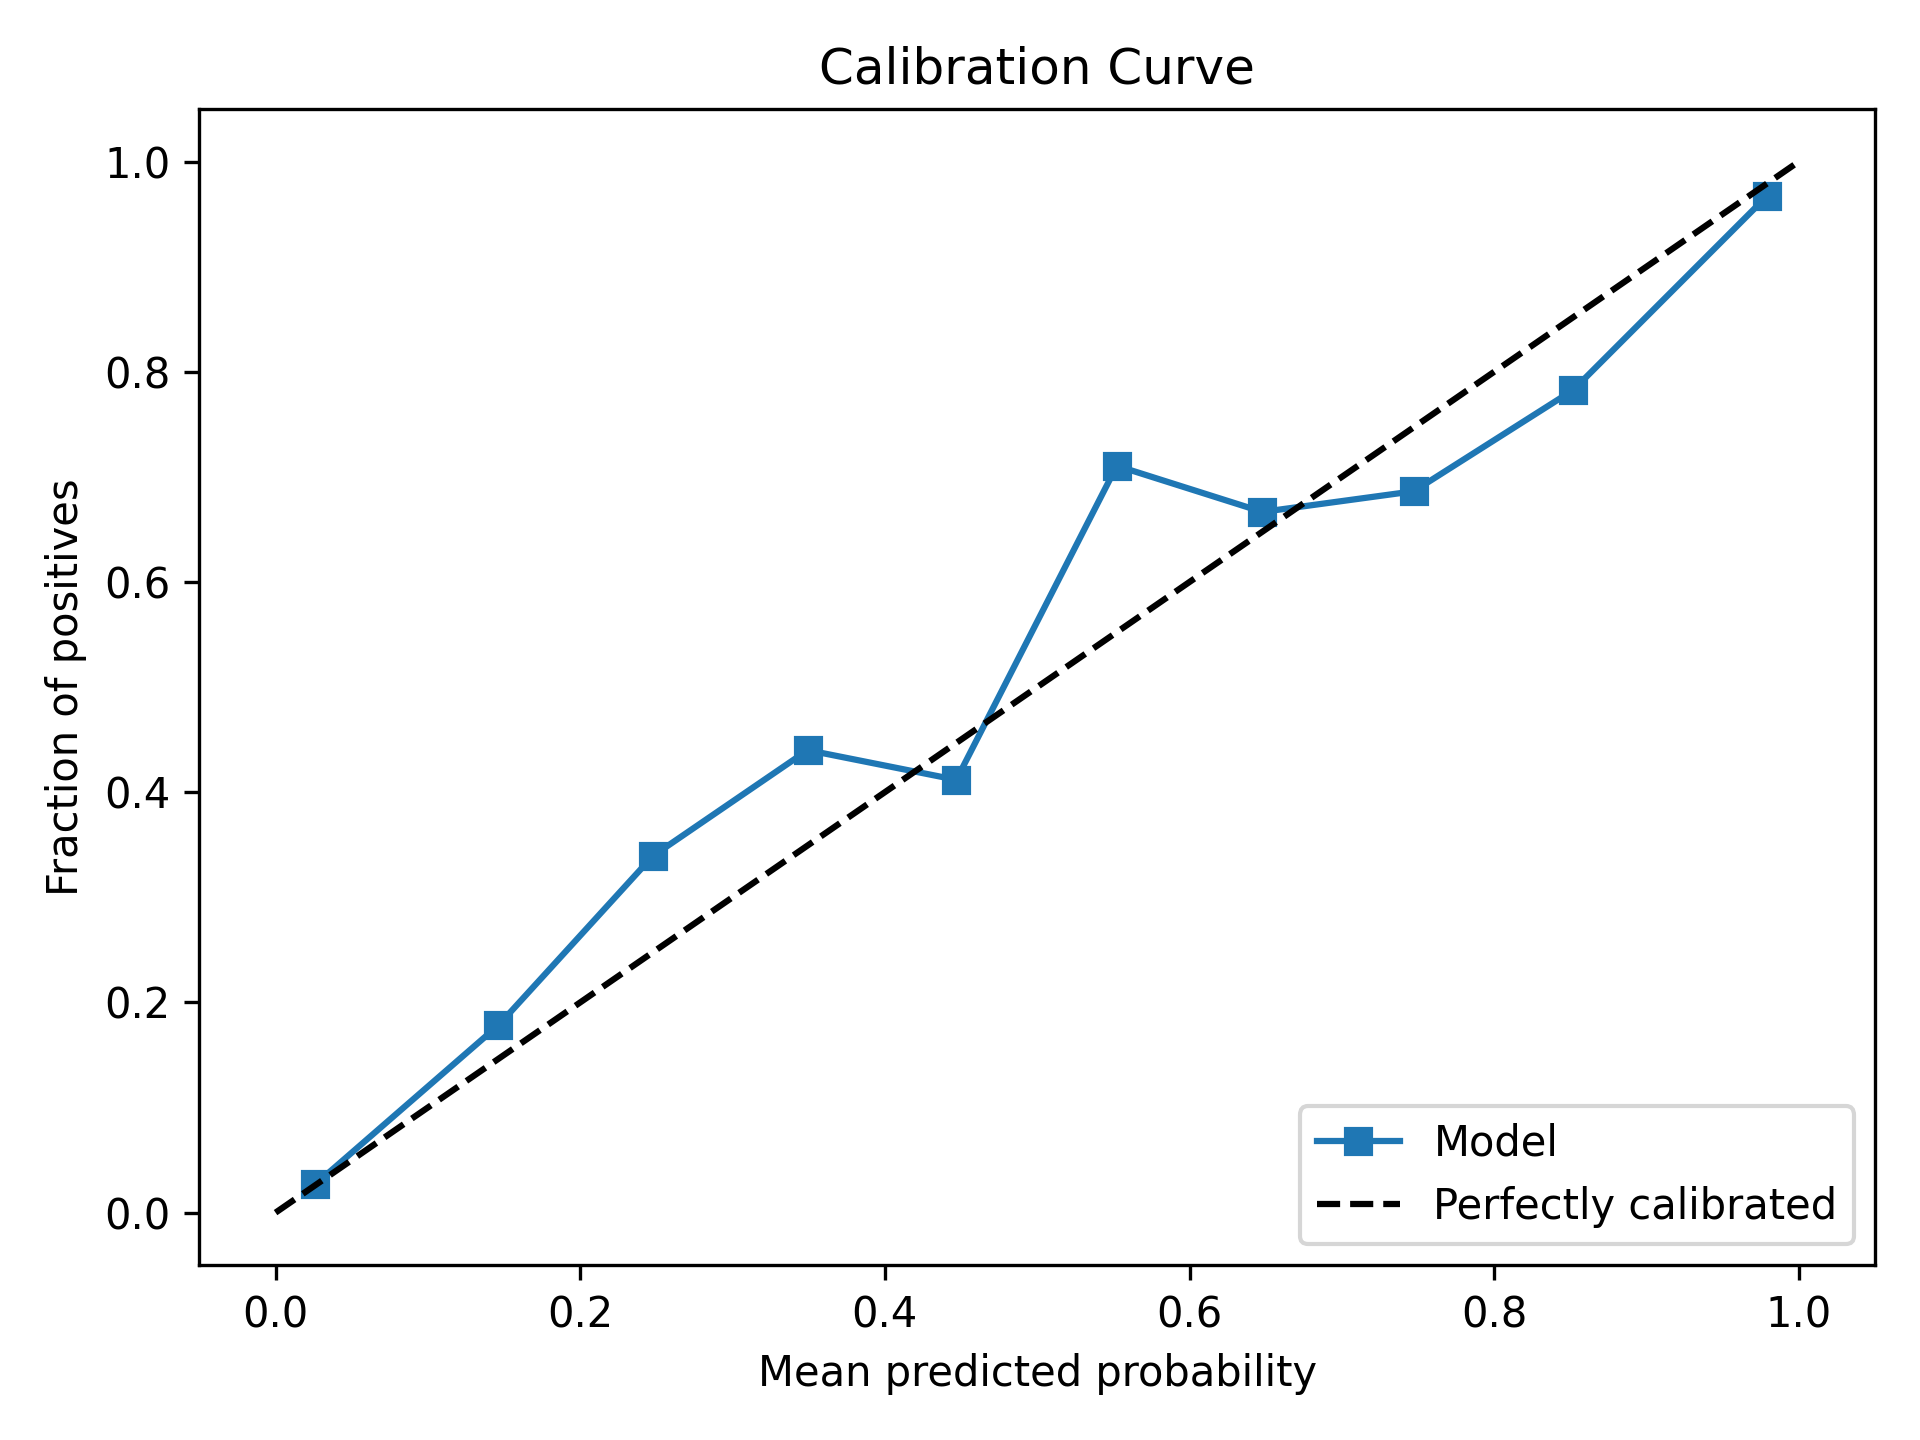 Calibration Curve
1.0
0.8
0.6
0.4
0.2
0.0
Fraction of positives
Model
Perfectly calibrated
0.0 0.2 0.4 0.6 0.8 1.0
Mean predicted probability